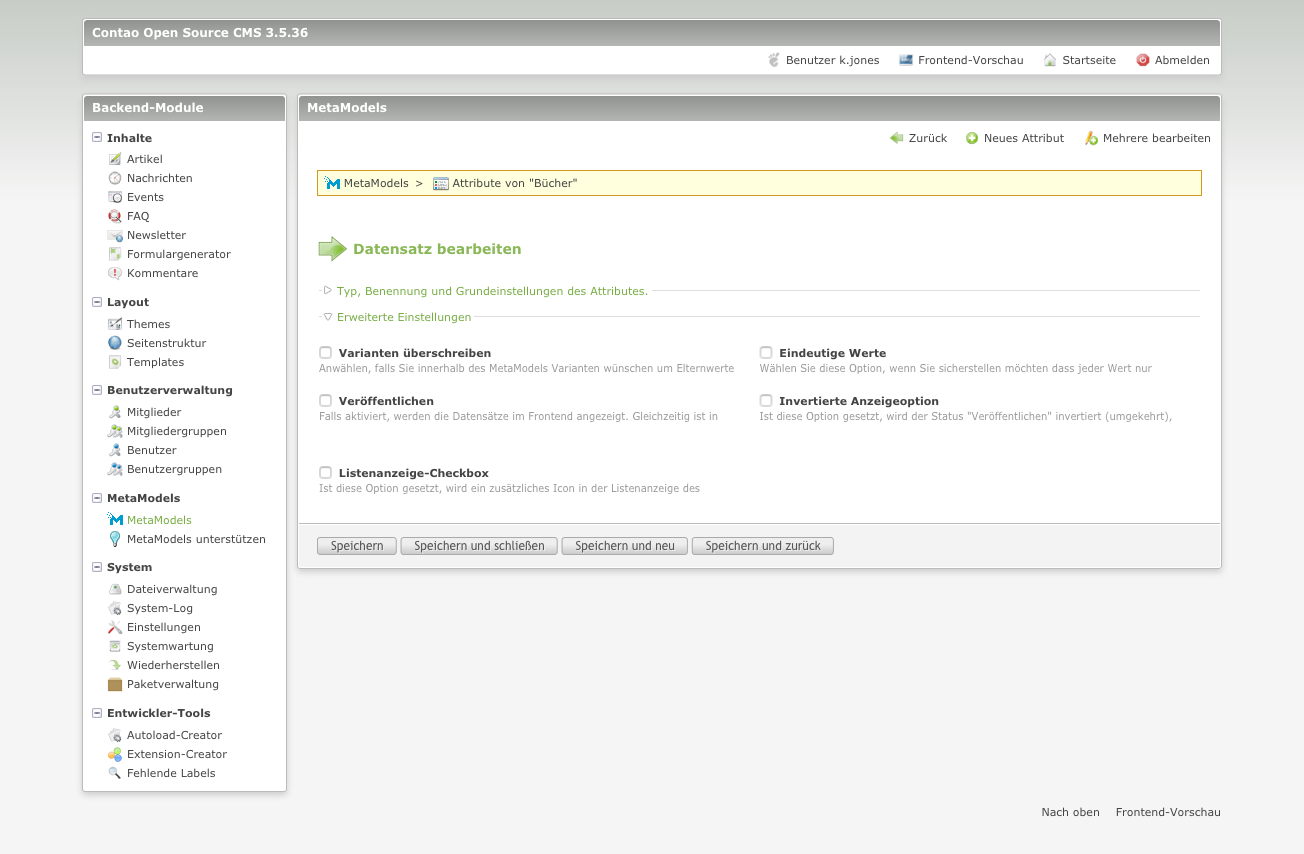 Contao Open Source CMS 3.5.36
Benutzer k.jones Frontend-Vorschau Startseite Abmelden
Backend-Module
Inhalte
Artikel
Nachrichten
Events
FAQ
Newsletter
Formulargenerator
Kommentare
Layout
Themes
Seitenstruktur
Templates
Benutzerverwaltung
Mitglieder
Mitgliedergruppen
Benutzer
Benutzergruppen
MetaModels
MetaModels
MetaModels unterstützen
System
Dateiverwaltung
System-Log
Einstellungen
Systemwartung
Wiederherstellen
Paketverwaltung
Entwickler-Tools
Autoload-Creator
Extension-Creator
Fehlende Labels
MetaModels
Zurück Neues Attribut Mehrere bearbeiten
MetaModels > Attribute von "Bücher"
Datensatz bearbeiten
Typ, Benennung und Grundeinstellungen des Attributes.
Erweiterte Einstellungen
Varianten überschreiben
Anwählen, falls Sie innerhalb des MetaModels Varianten wünschen um Elternwerte
Eindeutige Werte
Wählen Sie diese Option, wenn Sie sicherstellen möchten dass jeder Wert nur
Veröffentlichen
Falls aktiviert, werden die Datensätze im Frontend angezeigt. Gleichzeitig ist in
Invertierte Anzeigeoption
Ist diese Option gesetzt, wird der Status "Veröffentlichen" invertiert (umgekehrt),
Listenanzeige-Checkbox
Ist diese Option gesetzt, wird ein zusätzliches Icon in der Listenanzeige des
Speichern Speichern und schließen Speichern und neu Speichern und zurück
Nach oben Frontend-Vorschau